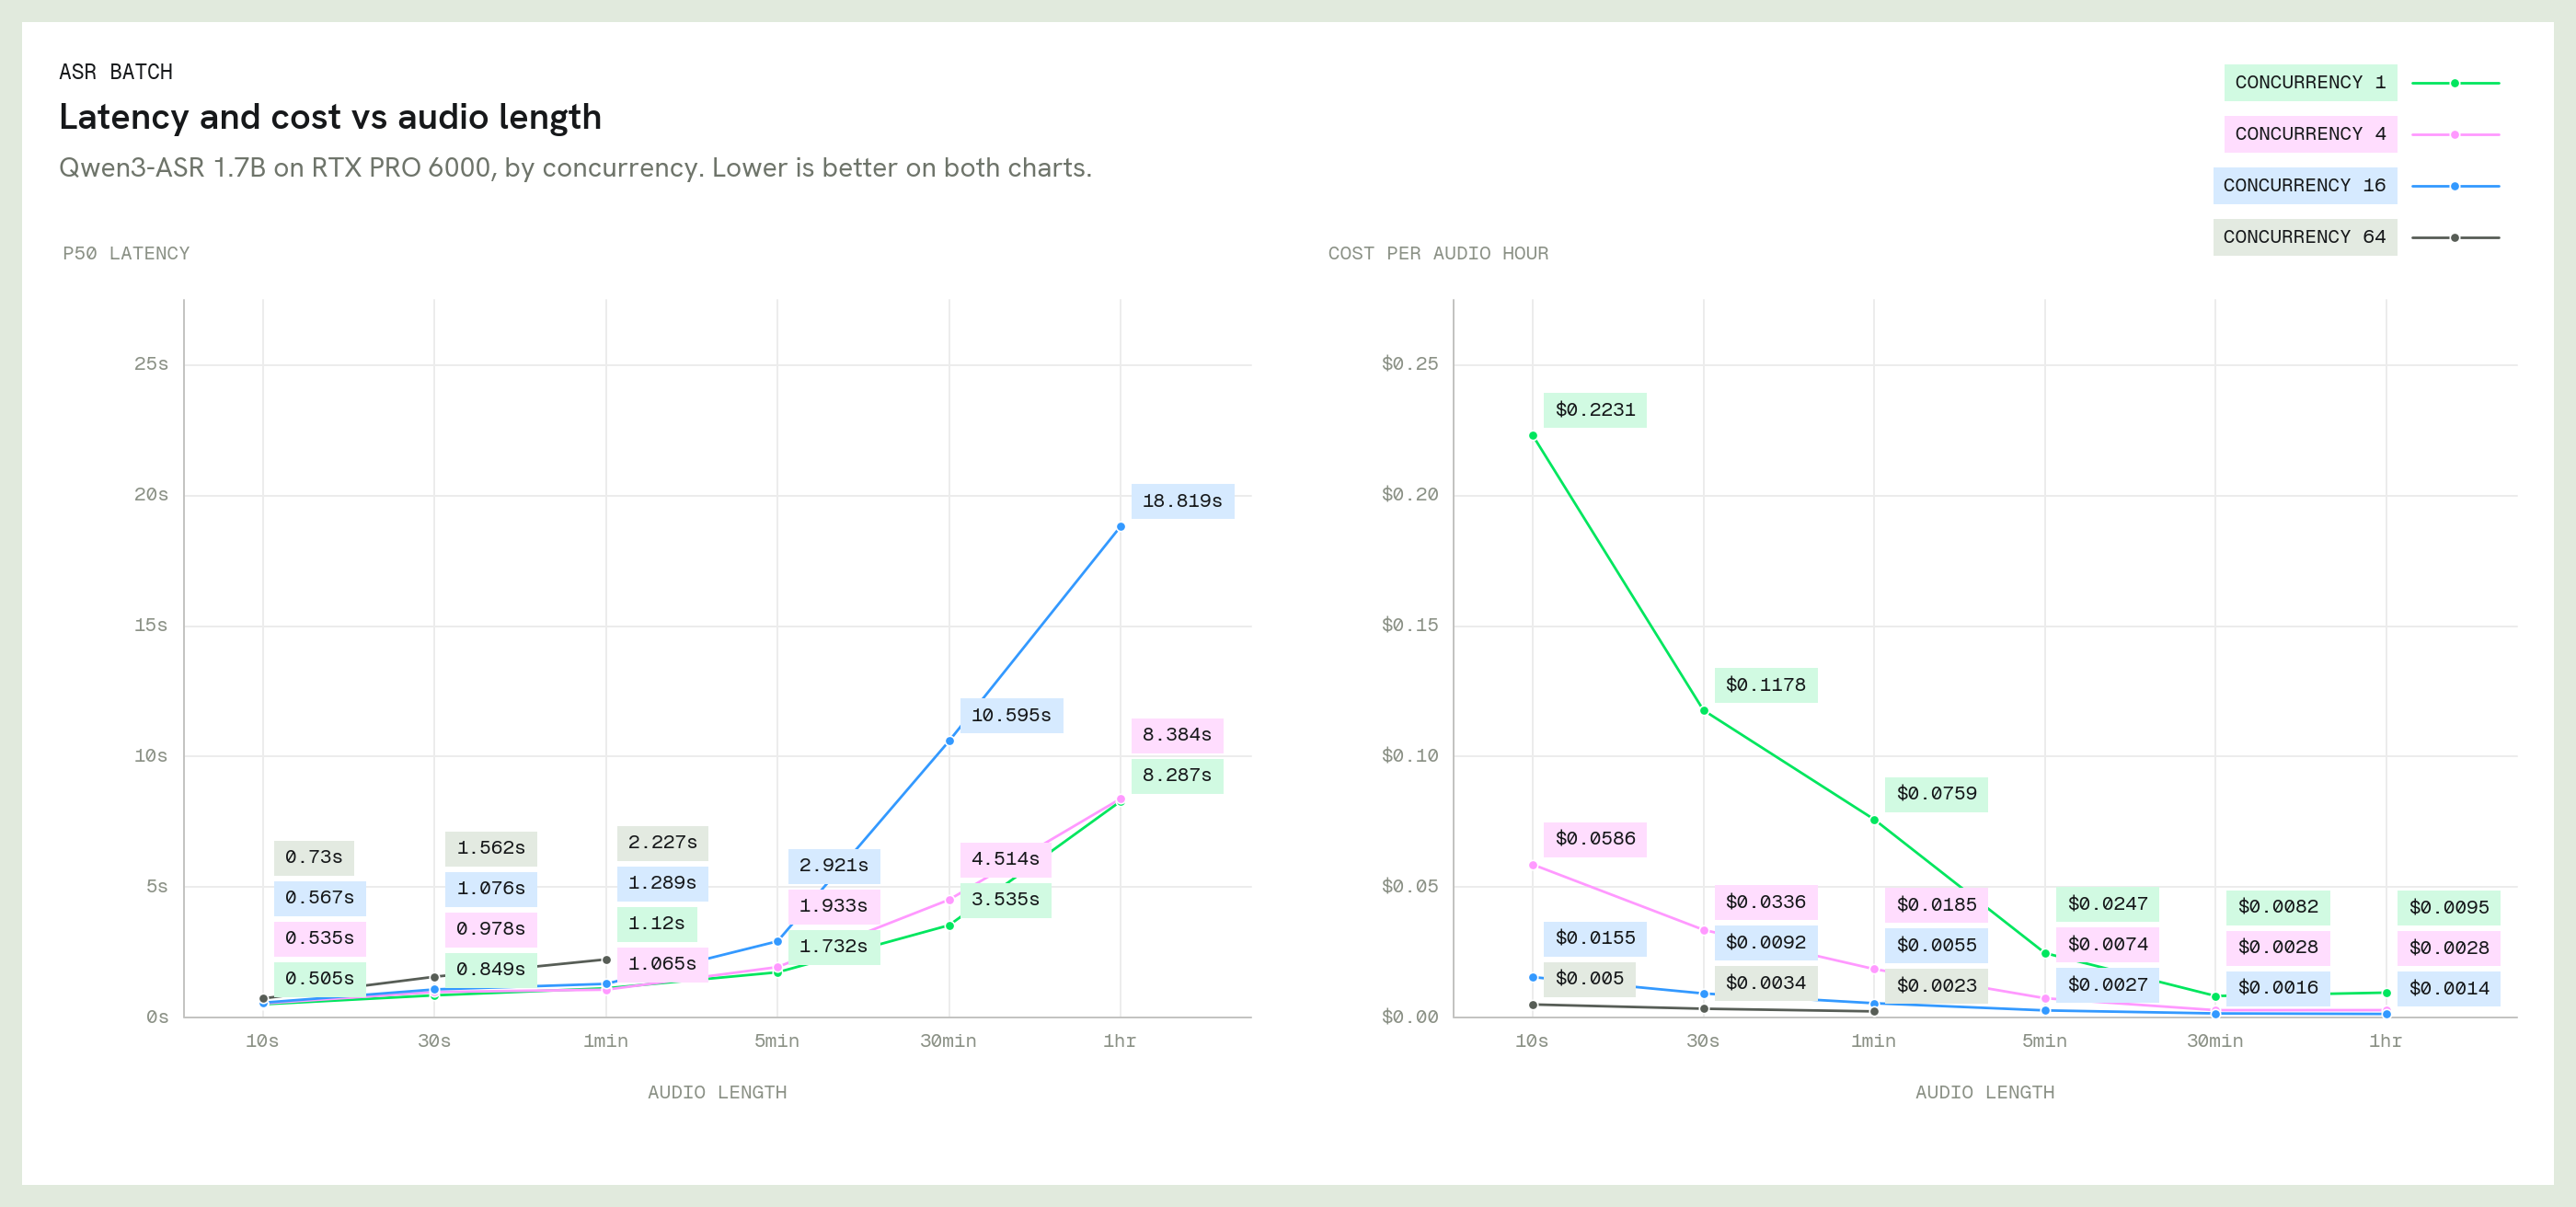 ASR BATCH
Latency and cost vs audio length
Qwen3-ASR 1.7B on RTX PRO 6000, by concurrency. Lower is better on both charts.
CONCURRENCY 1
CONCURRENCY 4
CONCURRENCY 16
CONCURRENCY 64
P50 LATENCY
25s
20s
15s
10s
5s
0s
0.73s
0.567s
0.535s
0.505s
1.562s
1.076s
0.978s
0.849s
2.227s
1.289s
1.12s
1.065s
2.921s
1.933s
1.732s
10.595s
4.514s
3.535s
18.819s
8.384s
8.287s
10s
30s
1min
5min
30min
1hr
AUDIO LENGTH
COST PER AUDIO HOUR
$0.25
$0.20
$0.15
$0.10
$0.05
$0.00
$0.2231
$0.0586
$0.0155
$0.005
$0.1178
$0.0336
$0.0092
$0.0034
$0.0759
$0.0185
$0.0055
$0.0023
$0.0247
$0.0074
$0.0027
$0.0082
$0.0028
$0.0016
$0.0095
$0.0028
$0.0014
10s
30s
1min
5min
30min
1hr
AUDIO LENGTH